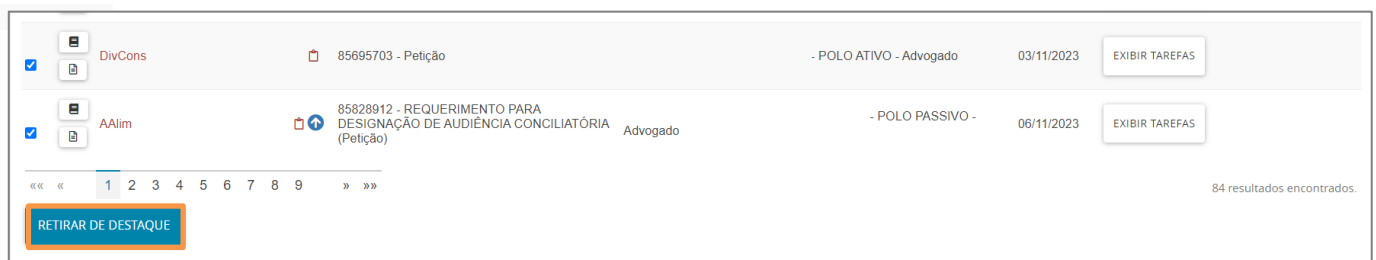 DivCons 85695703 - Petição - POLO ATIVO - Advogado 03/11/2023 EXIBIR TAREFAS
AAlim 85828912 - REQUERIMENTO PARA
DESIGNAÇÃO DE AUDIÊNCIA CONCILIATÓRIA
(Petição)
Advogado - POLO PASSIVO - 06/11/2023 EXIBIR TAREFAS
«« « 1 2 3 4 5 6 7 8 9 » »»
84 resultados encontrados.
RETIRAR DE DESTAQUE